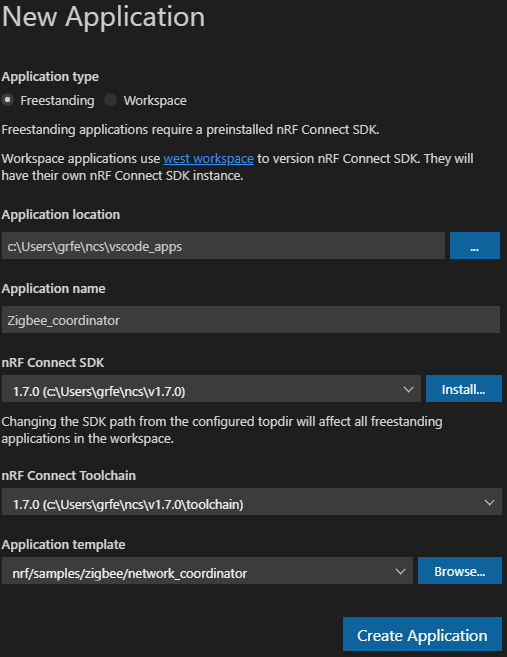 New Application
Application type
Freestanding Workspace
Freestanding applications require a preinstalled nRF Connect SDK.
Workspace applications use west workspace to version nRF Connect SDK. They will
have their own nRF Connect SDK instance.
Application location
c:\Users\grfe\ncs\vscode_apps ...
Application name
Zigbee_coordinator
nRF Connect SDK
1.7.0 (c:\Users\grfe\ncs\v1.7.0) Install...
Changing the SDK path from the configured topdir will affect all freestanding
applications in the workspace.
nRF Connect Toolchain
1.7.0 (c:\Users\grfe\ncs\v1.7.0\toolchain)
Application template
nrf/samples/zigbee/network_coordinator Browse...
Create Application